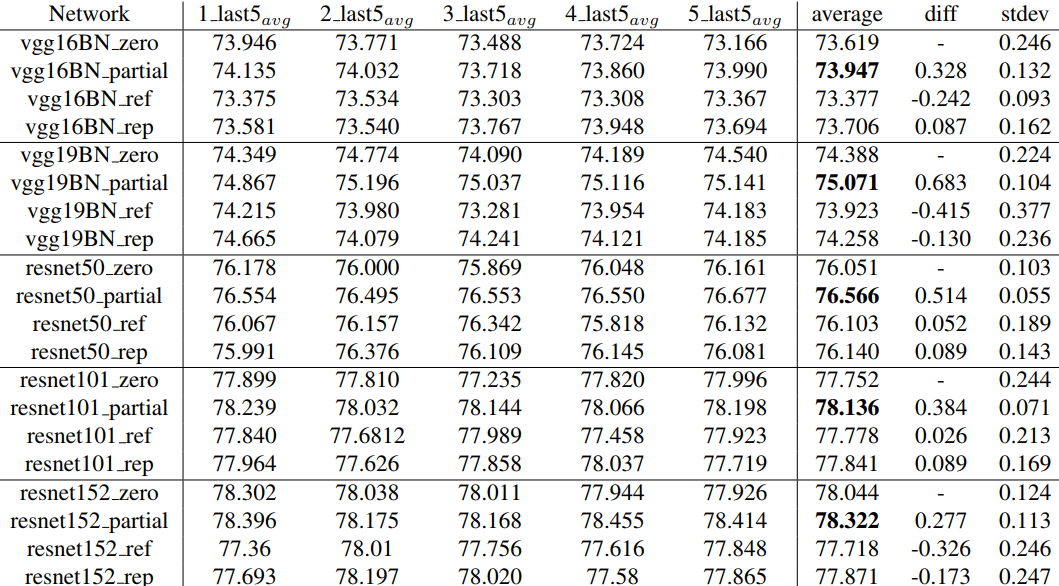 Network 1_last5avg 2_last5avg 3_last5avg 4_last5avg 5_last5avg average diff stdev
vgg16BN_zero 73.946 73.771 73.488 73.724 73.166 73.619 - 0.246
vgg16BN_partial 74.135 74.032 73.718 73.860 73.990 73.947 0.328 0.132
vgg16BN_ref 73.375 73.534 73.303 73.308 73.367 73.377 -0.242 0.093
vgg16BN_rep 73.581 73.540 73.767 73.948 73.694 73.706 0.087 0.162
vgg19BN_zero 74.349 74.774 74.090 74.189 74.540 74.388 - 0.224
vgg19BN_partial 74.867 75.196 75.037 75.116 75.141 75.071 0.683 0.104
vgg19BN_ref 74.215 73.980 73.281 73.954 74.183 73.923 -0.415 0.377
vgg19BN_rep 74.665 74.079 74.241 74.121 74.185 74.258 -0.130 0.236
resnet50_zero 76.178 76.000 75.869 76.048 76.161 76.051 - 0.103
resnet50_partial 76.554 76.495 76.553 76.550 76.677 76.566 0.514 0.055
resnet50_ref 76.067 76.157 76.342 75.818 76.132 76.103 0.052 0.189
resnet50_rep 75.991 76.376 76.109 76.145 76.081 76.140 0.089 0.143
resnet101_zero 77.899 77.810 77.235 77.820 77.996 77.752 - 0.244
resnet101_partial 78.239 78.032 78.144 78.066 78.198 78.136 0.384 0.071
resnet101_ref 77.840 77.6812 77.989 77.458 77.923 77.778 0.026 0.213
resnet101_rep 77.964 77.626 77.858 78.037 77.719 77.841 0.089 0.169
resnet152_zero 78.302 78.038 78.011 77.944 77.926 78.044 - 0.124
resnet152_partial 78.396 78.175 78.168 78.455 78.414 78.322 0.277 0.113
resnet152_ref 77.36 78.01 77.756 77.616 77.848 77.718 -0.326 0.246
resnet152_rep 77.693 78.197 78.020 77.58 77.865 77.871 -0.173 0.247